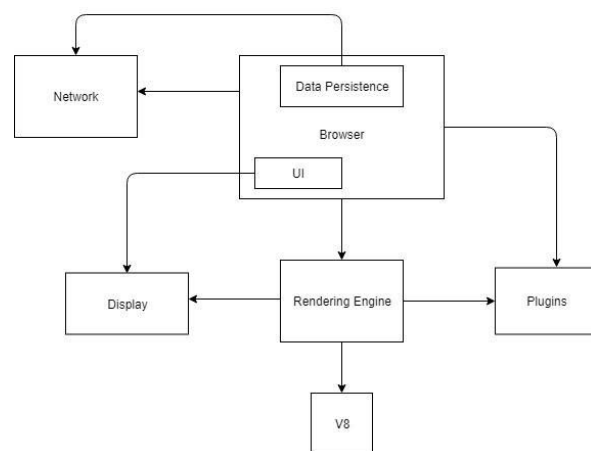 Data Persistence
Network
Browser
UI
Display
Rendering Engine
Plugins
V8